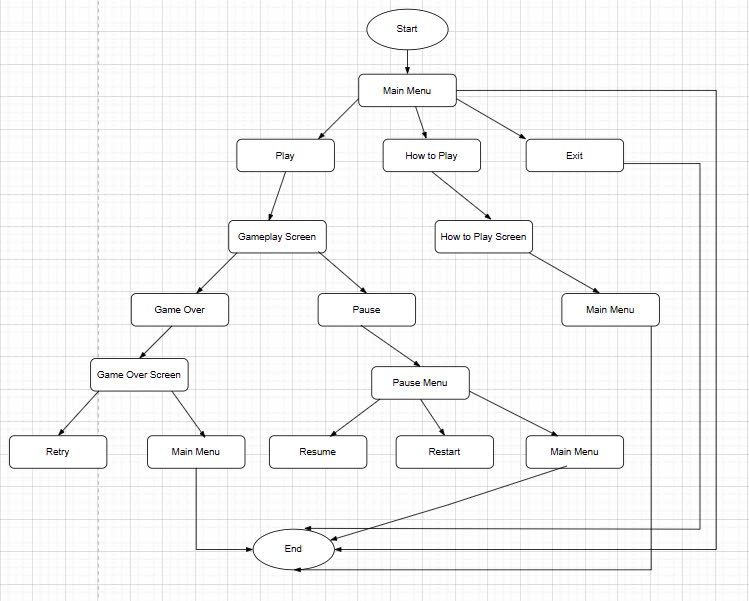 Start
Main Menu
Play
How to Play
Exit
Gameplay Screen
How to Play Screen
Game Over
Pause
Main Menu
Game Over Screen
Pause Menu
Retry
Main Menu
Resume
Restart
Main Menu
End